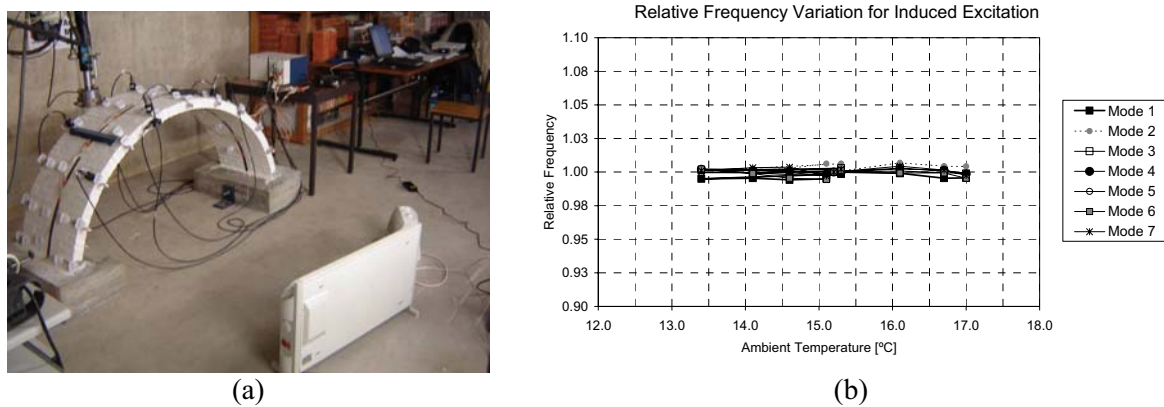 Relative Frequency Variation for Induced Excitation
1.10
1.08
1.05
1.03
1.00
0.98
0.95
0.93
0.90
Relative Frequency
12.0 13.0 14.0 15.0 16.0 17.0 18.0
Ambient Temperature [ºC]
Mode 1
Mode 2
Mode 3
Mode 4
Mode 5
Mode 6
Mode 7
(a) (b)